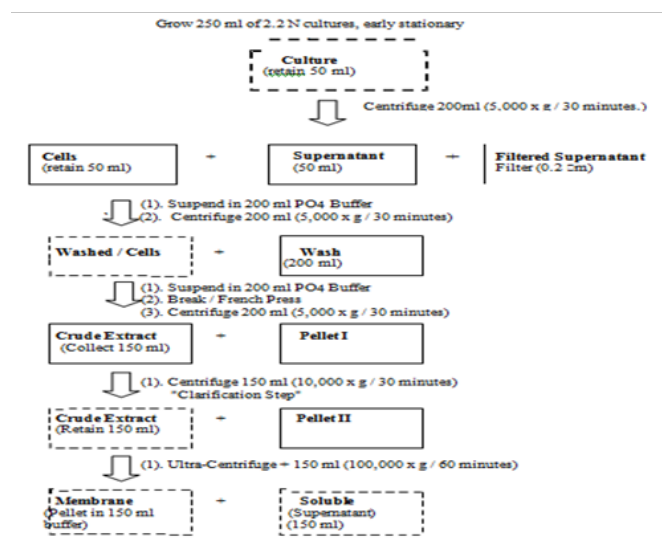 Grow 250 ml of 2.2 N cultures, early stationary
Culture
(retain 50 ml)
Centrifuge 200ml (5,000 x g / 30 minutes.)
Cells + Supernatant + Filtered Supernatant
(retain 50 ml) (50 ml) Filter (0.2 m)
(1). Suspend in 200 ml PO4 Buffer
(2). Centrifuge 200 ml (5,000 x g / 30 minutes)
Washed / Cells + Wash
(200 ml)
(1). Suspend in 200 ml PO4 Buffer
(2). Break / French Press
(3). Centrifuge 200 ml (5,000 x g / 30 minutes)
Crude Extract + Pellet I
(Collect 150 ml)
(1). Centrifuge 150 ml (10,000 x g / 30 minutes)
"Clarification Step"
Crude Extract + Pellet II
(Retain 150 ml)
(1). Ultra-Centrifuge + 150 ml (100,000 x g / 60 minutes)
Membrane + Soluble
(Pellet in 150 ml (Supernatant)
buffer) (150 ml)